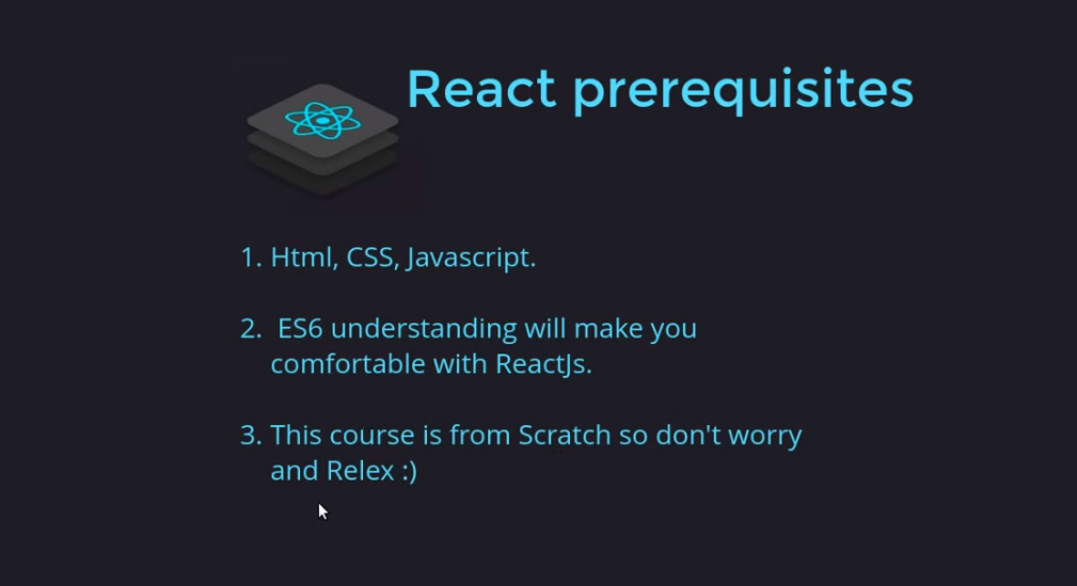 React prerequisites
1. Html, CSS, Javascript.
2. ES6 understanding will make you
comfortable with ReactJs.
3. This course is from Scratch so don't worry
and Relex :)